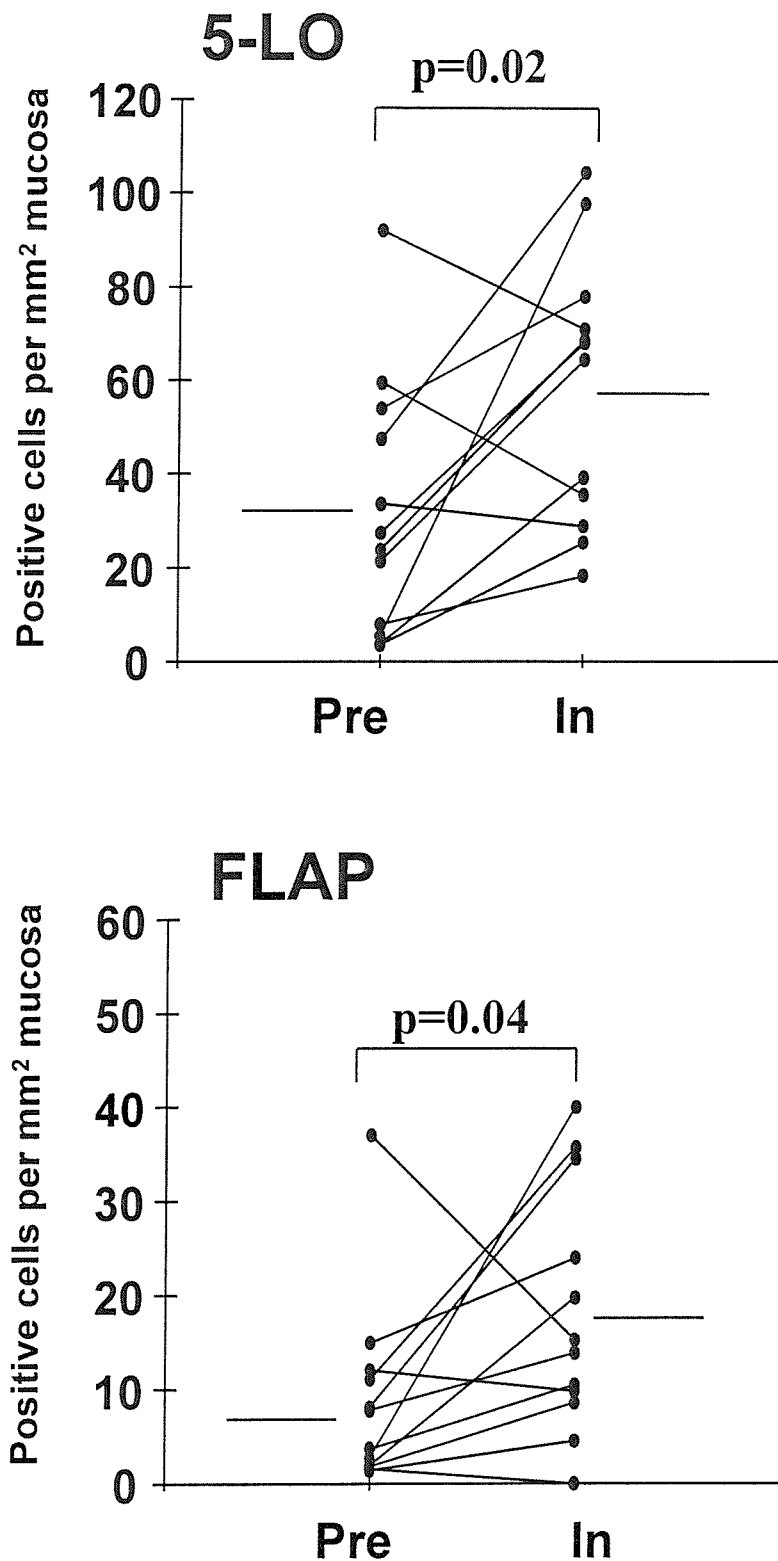 5-LO
p=0.02
Positive cells per mm² mucosa
120
100
80
60
40
20
0
Pre In
FLAP
p=0.04
Positive cells per mm² mucosa
60
50
40
30
20
10
0
Pre In